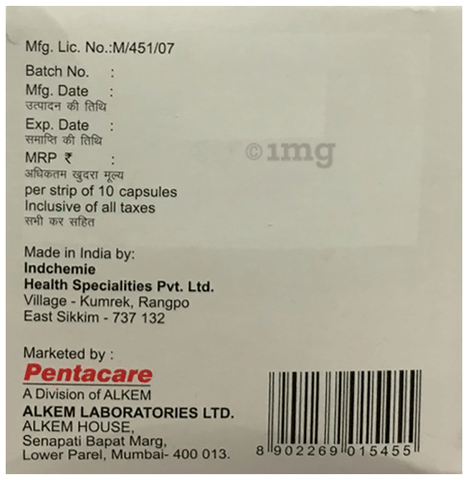 Mfg. Lic. No.:M/451/07
Batch No. :
Mfg. Date :
उत्पादन की तिथि
Exp. Date :
समाप्ति की तिथि
MRP ₹ :
अधिकतम खुदरा मूल्य
per strip of 10 capsules
Inclusive of all taxes
सभी कर सहित
©1mg
Made in India by:
Indchemie
Health Specialities Pvt. Ltd.
Village - Kumrek, Rangpo
East Sikkim - 737 132
Marketed by :
Pentacare
A Division of ALKEM
ALKEM LABORATORIES LTD.
ALKEM HOUSE,
Senapati Bapat Marg,
Lower Parel, Mumbai- 400 013.
8 902269 015455